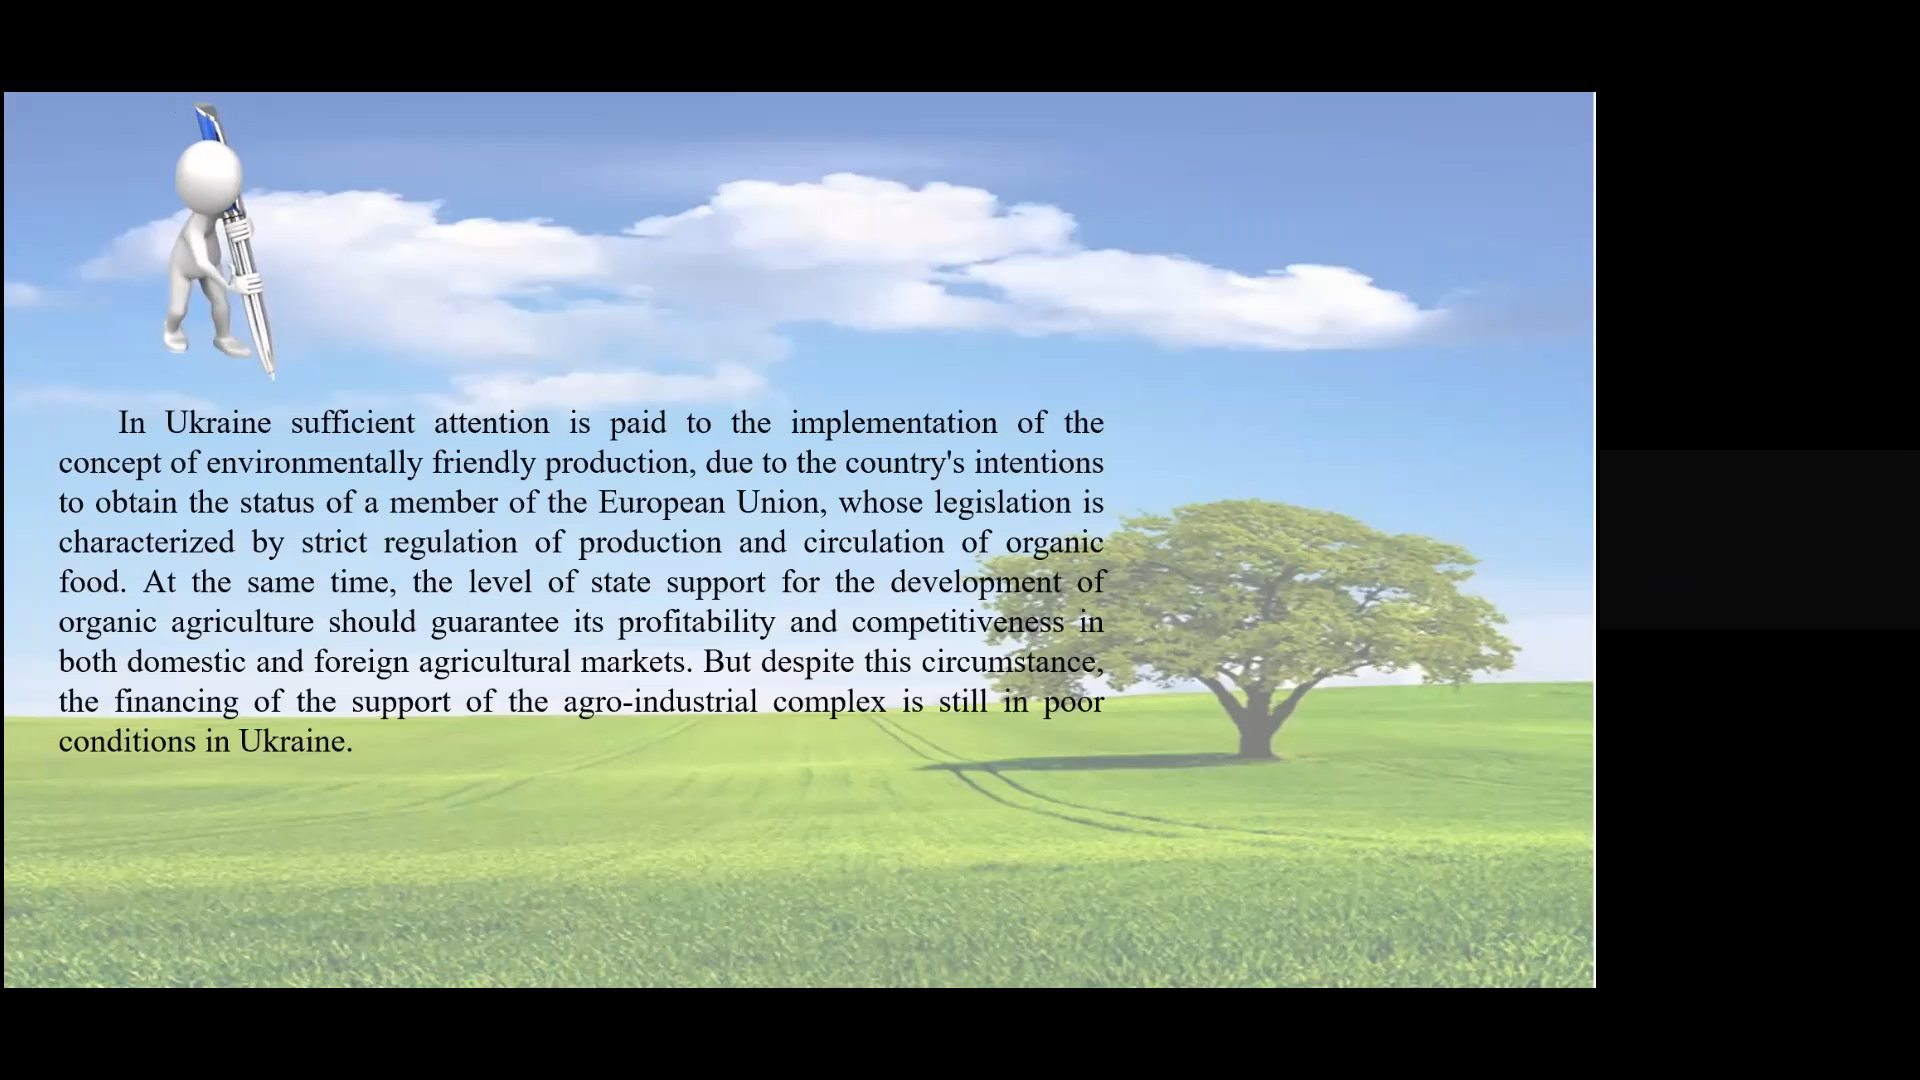 In Ukraine sufficient attention is paid to the implementation of the
concept of environmentally friendly production, due to the country's intentions
to obtain the status of a member of the European Union, whose legislation is
characterized by strict regulation of production and circulation of organic
food. At the same time, the level of state support for the development of
organic agriculture should guarantee its profitability and competitiveness in
both domestic and foreign agricultural markets. But despite this circumstance,
the financing of the support of the agro-industrial complex is still in poor
conditions in Ukraine.